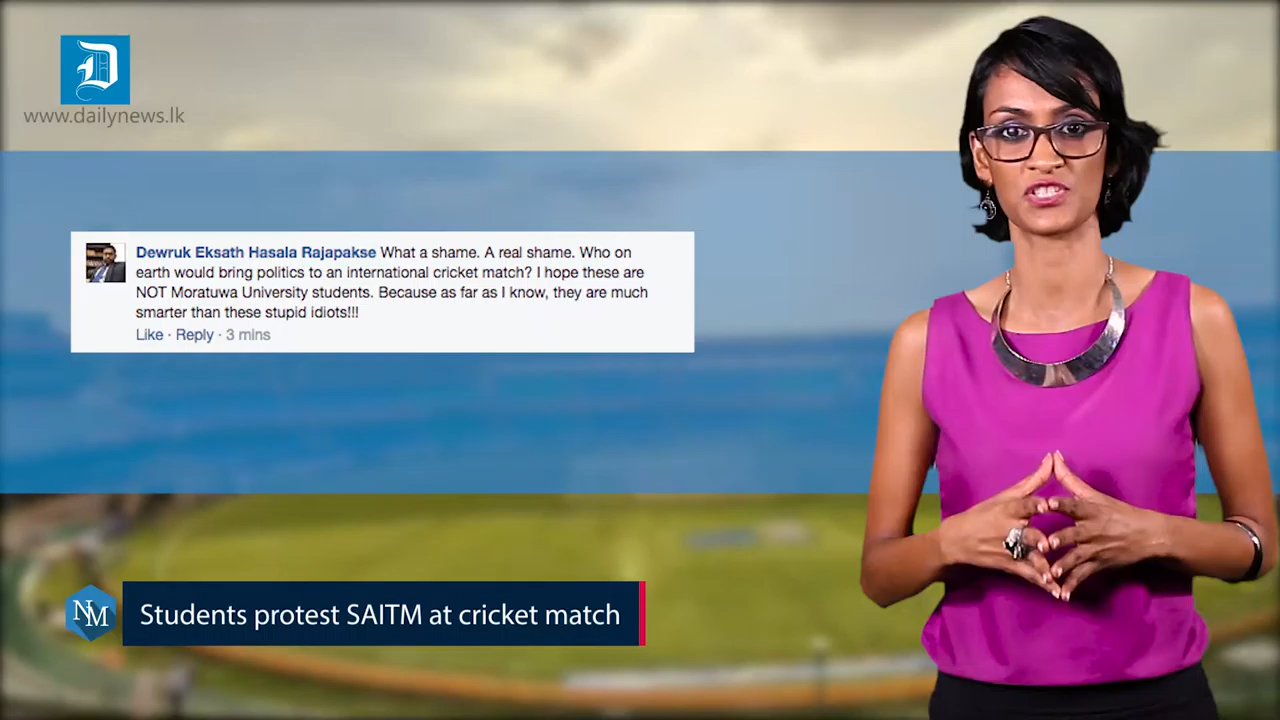 D
www.dailynews.lk
Dewruk Eksath Hasala Rajapakse What a shame. A real shame. Who on
earth would bring politics to an international cricket match? I hope these are
NOT Moratuwa University students. Because as far as I know, they are much
smarter than these stupid idiots!!!
Like · Reply · 3 mins
NM
Students protest SAITM at cricket match